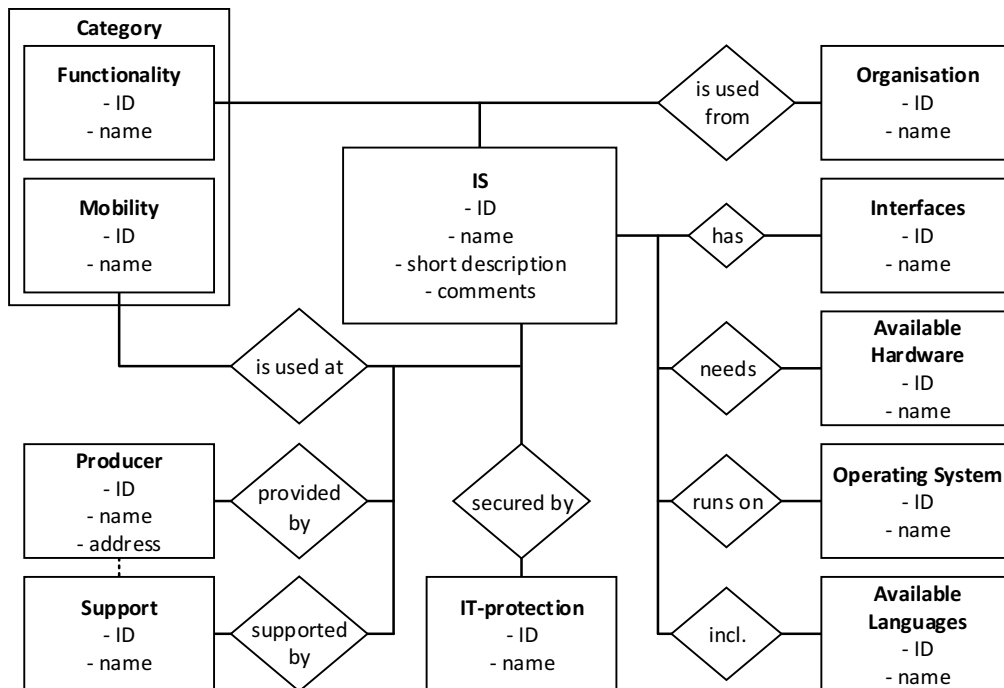 Category
Functionality
- ID
- name
Mobility
- ID
- name
is used
from
Organisation
- ID
- name
IS
- ID
- name
- short description
- comments
has
Interfaces
- ID
- name
is used at
needs
Available
Hardware
- ID
- name
Producer
- ID
- name
- address
provided
by
secured by
runs on
Operating System
- ID
- name
Support
- ID
- name
supported
by
IT-protection
- ID
- name
incl.
Available
Languages
- ID
- name